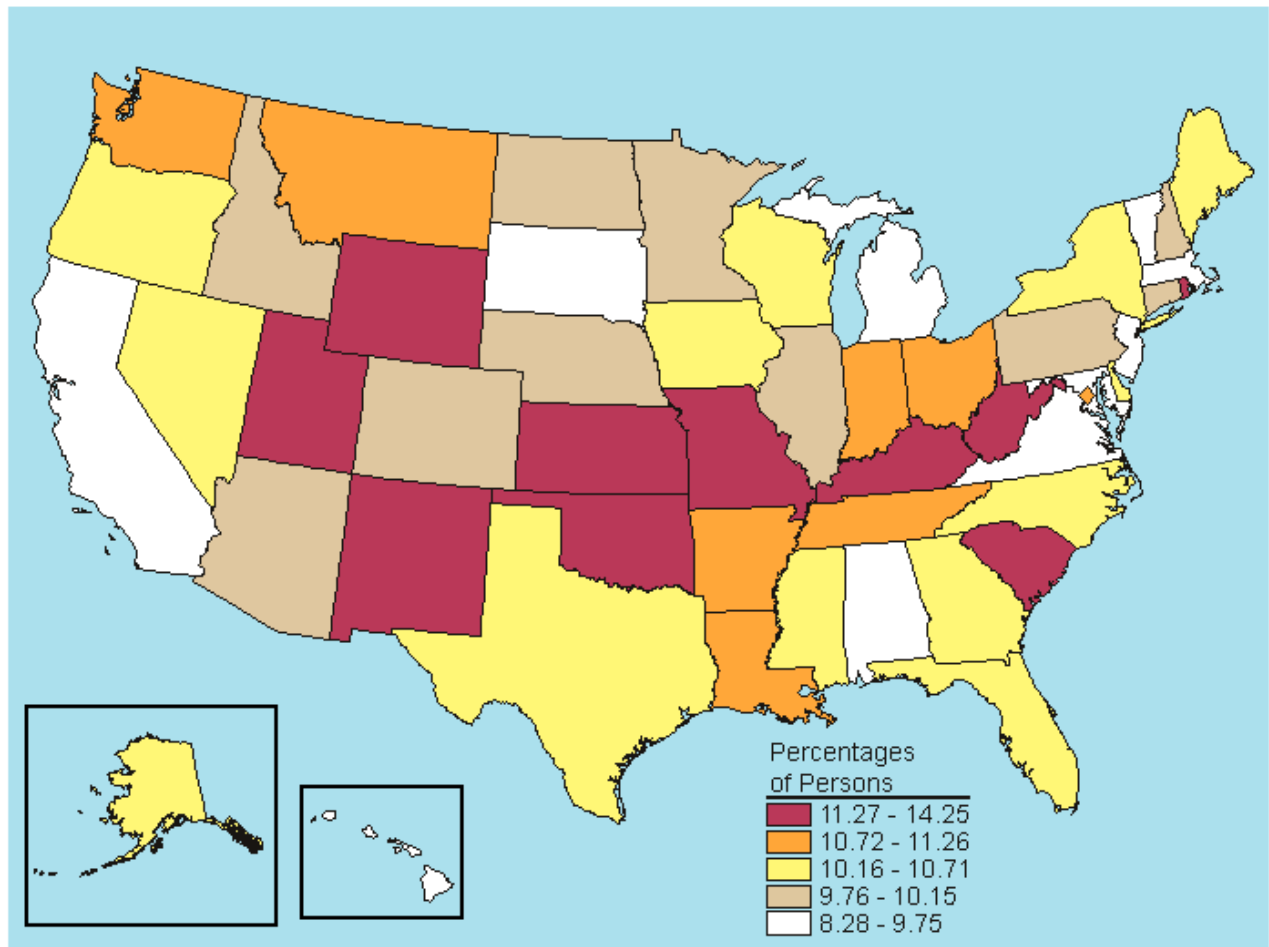 Percentages
of Persons
11.27 - 14.25
10.72 - 11.26
10.16 - 10.71
9.76 - 10.15
8.28 - 9.75